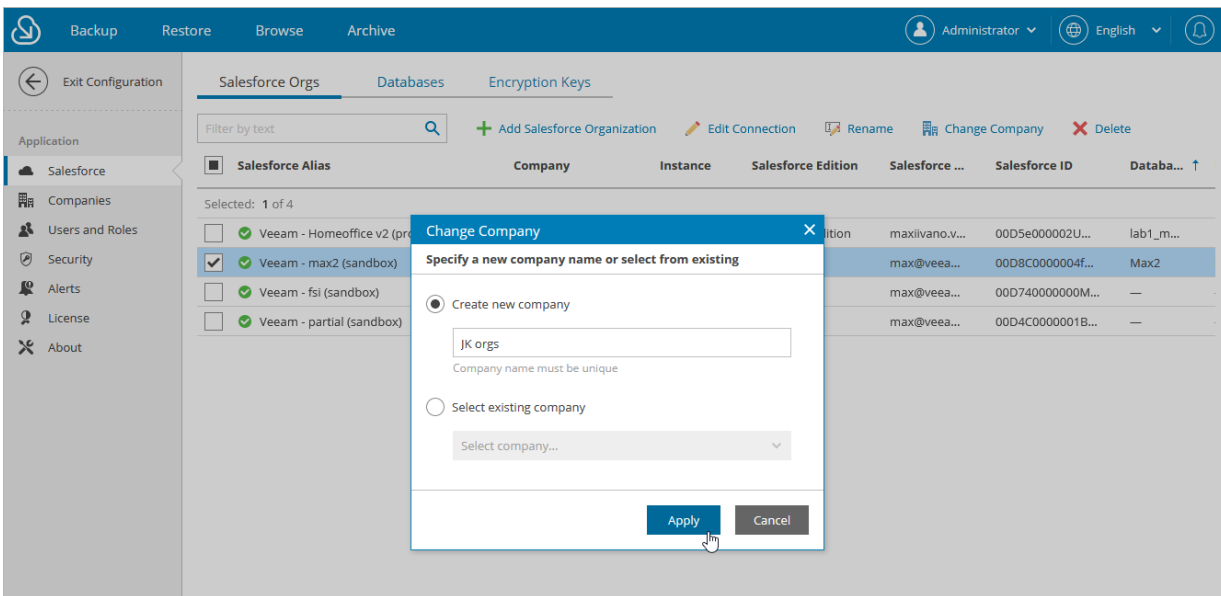 Backup Restore Browse Archive Administrator English
Exit Configuration
Salesforce Orgs Databases Encryption Keys
Filter by text Add Salesforce Organization Edit Connection Rename Change Company Delete
Application
Salesforce
Companies
Users and Roles
Security
Alerts
License
About
Salesforce Alias Company Instance Salesforce Edition Salesforce ... Salesforce ID Databa... ↑
Selected: 1 of 4
Veeam - Homeoffice v2 (pro maxiivano.v... 00D5e000002U... lab1_m...
Veeam - max2 (sandbox) max@veea... 00D8C0000004f... Max2
Veeam - fsi (sandbox) max@veea... 00D740000000M... —
Veeam - partial (sandbox) max@veea... 00D4C0000001B... —
Change Company
Specify a new company name or select from existing
Create new company
JK orgs
Company name must be unique
Select existing company
Select company...
Apply Cancel